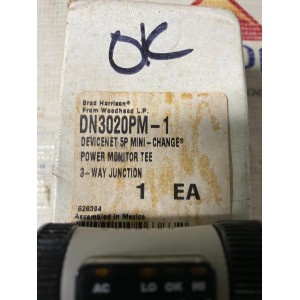 OK
Brad Harrison®
From Woodhead L.P.
DN3020PM-1
DEVICENET 5P MINI-CHANGE®
POWER MONITOR TEE
3-WAY JUNCTION
1 EA
626394
Assembled in Mexico
AC LO OK HI